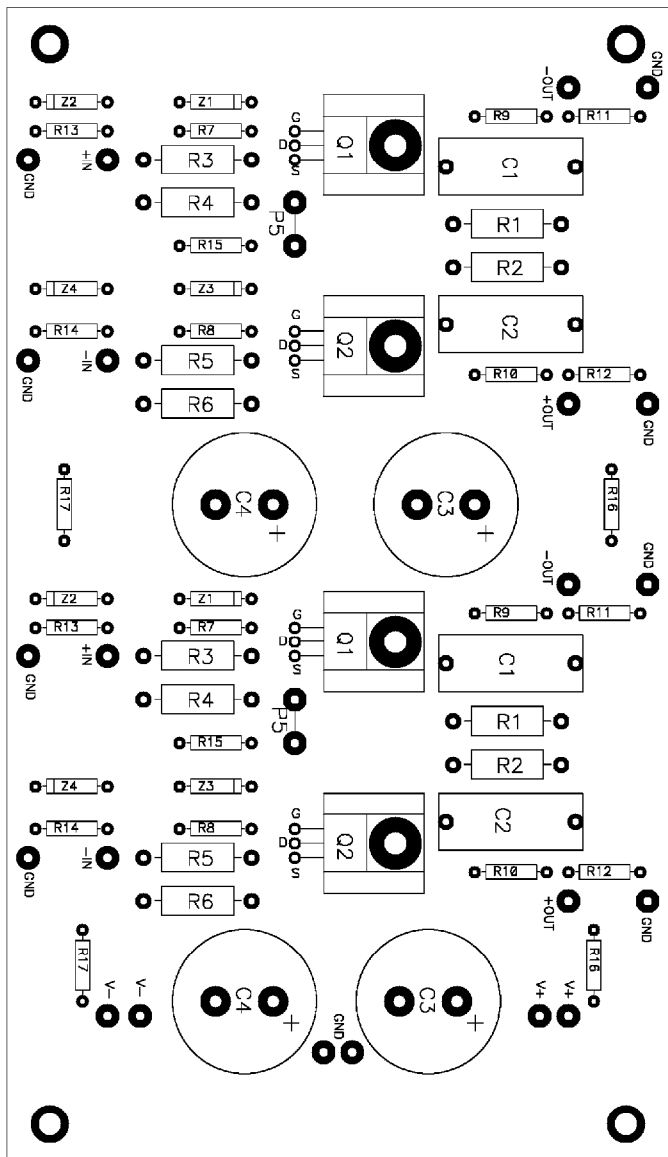 GND
-OUT
Z2
Z1
R13
R7
G
D
S
Q1
R9
R11
+IN
GND
R3
C1
R4
P5
R1
R15
R2
Z4
Z3
R14
R8
G
D
S
Q2
C2
-IN
GND
R5
R10
R12
R6
+OUT
GND
R17
C4
+
C3
+
R16
GND
-OUT
Z2
Z1
R13
R7
G
D
S
Q1
R9
R11
+IN
GND
R3
C1
R4
P5
R1
R15
R2
Z4
Z3
R14
R8
G
D
S
Q2
C2
-IN
GND
R5
R10
R12
R6
+OUT
GND
R17
R16
V-
V-
C4
+
C3
+
V+
V+
GND